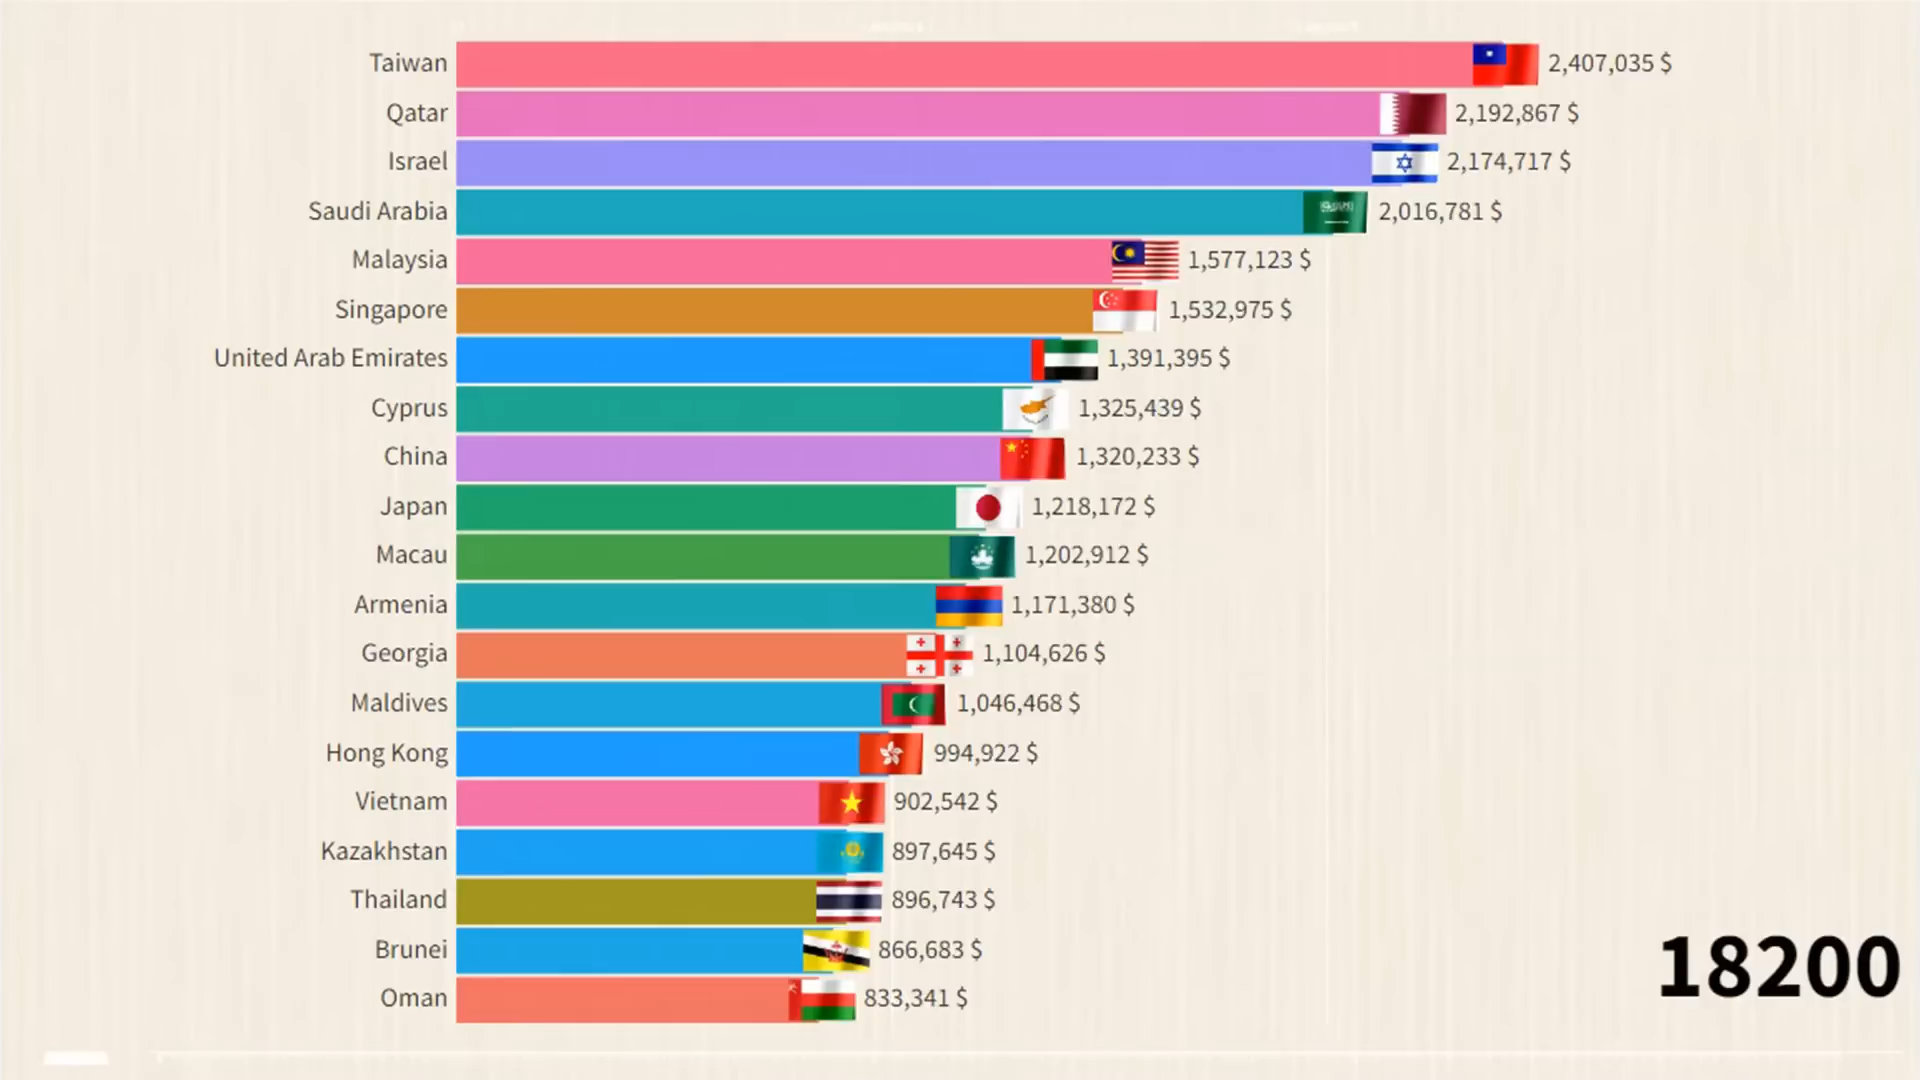 Taiwan 2,407,035 $
Qatar 2,192,867 $
Israel 2,174,717 $
Saudi Arabia 2,016,781 $
Malaysia 1,577,123 $
Singapore 1,532,975 $
United Arab Emirates 1,391,395 $
Cyprus 1,325,439 $
China 1,320,233 $
Japan 1,218,172 $
Macau 1,202,912 $
Armenia 1,171,380 $
Georgia 1,104,626 $
Maldives 1,046,468 $
Hong Kong 994,922 $
Vietnam 902,542 $
Kazakhstan 897,645 $
Thailand 896,743 $
Brunei 866,683 $
Oman 833,341 $
18200